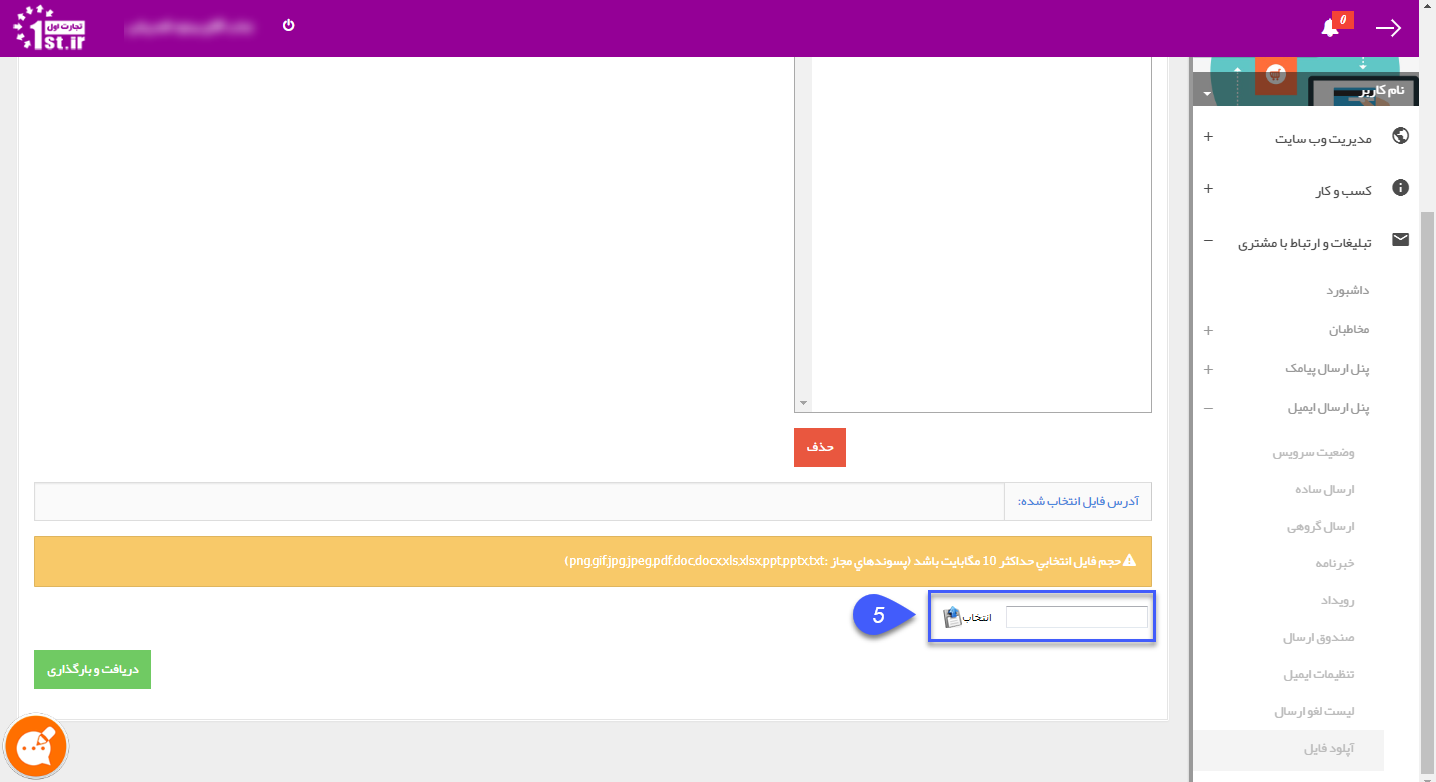 تجارت اول
1st.ir
0
نام کاربر
مدیریت وب سایت
کسب و کار
تبلیغات و ارتباط با مشتری
داشبورد
مخاطبان
پنل ارسال پیامک
پنل ارسال ایمیل
وضعیت سرویس
ارسال ساده
ارسال گروهی
خبرنامه
رویداد
صندوق ارسال
تنظیمات ایمیل
لیست لغو ارسال
آپلود فایل
حذف
آدرس فایل انتخاب شده:
حجم فايل انتخابي حداکثر 10 مگابایت باشد (پسوندهاي مجاز :png,gif,jpg,jpeg,pdf,doc,docx,xls,xlsx,ppt,pptx,txt)
انتخاب
5
دریافت و بارگذاری